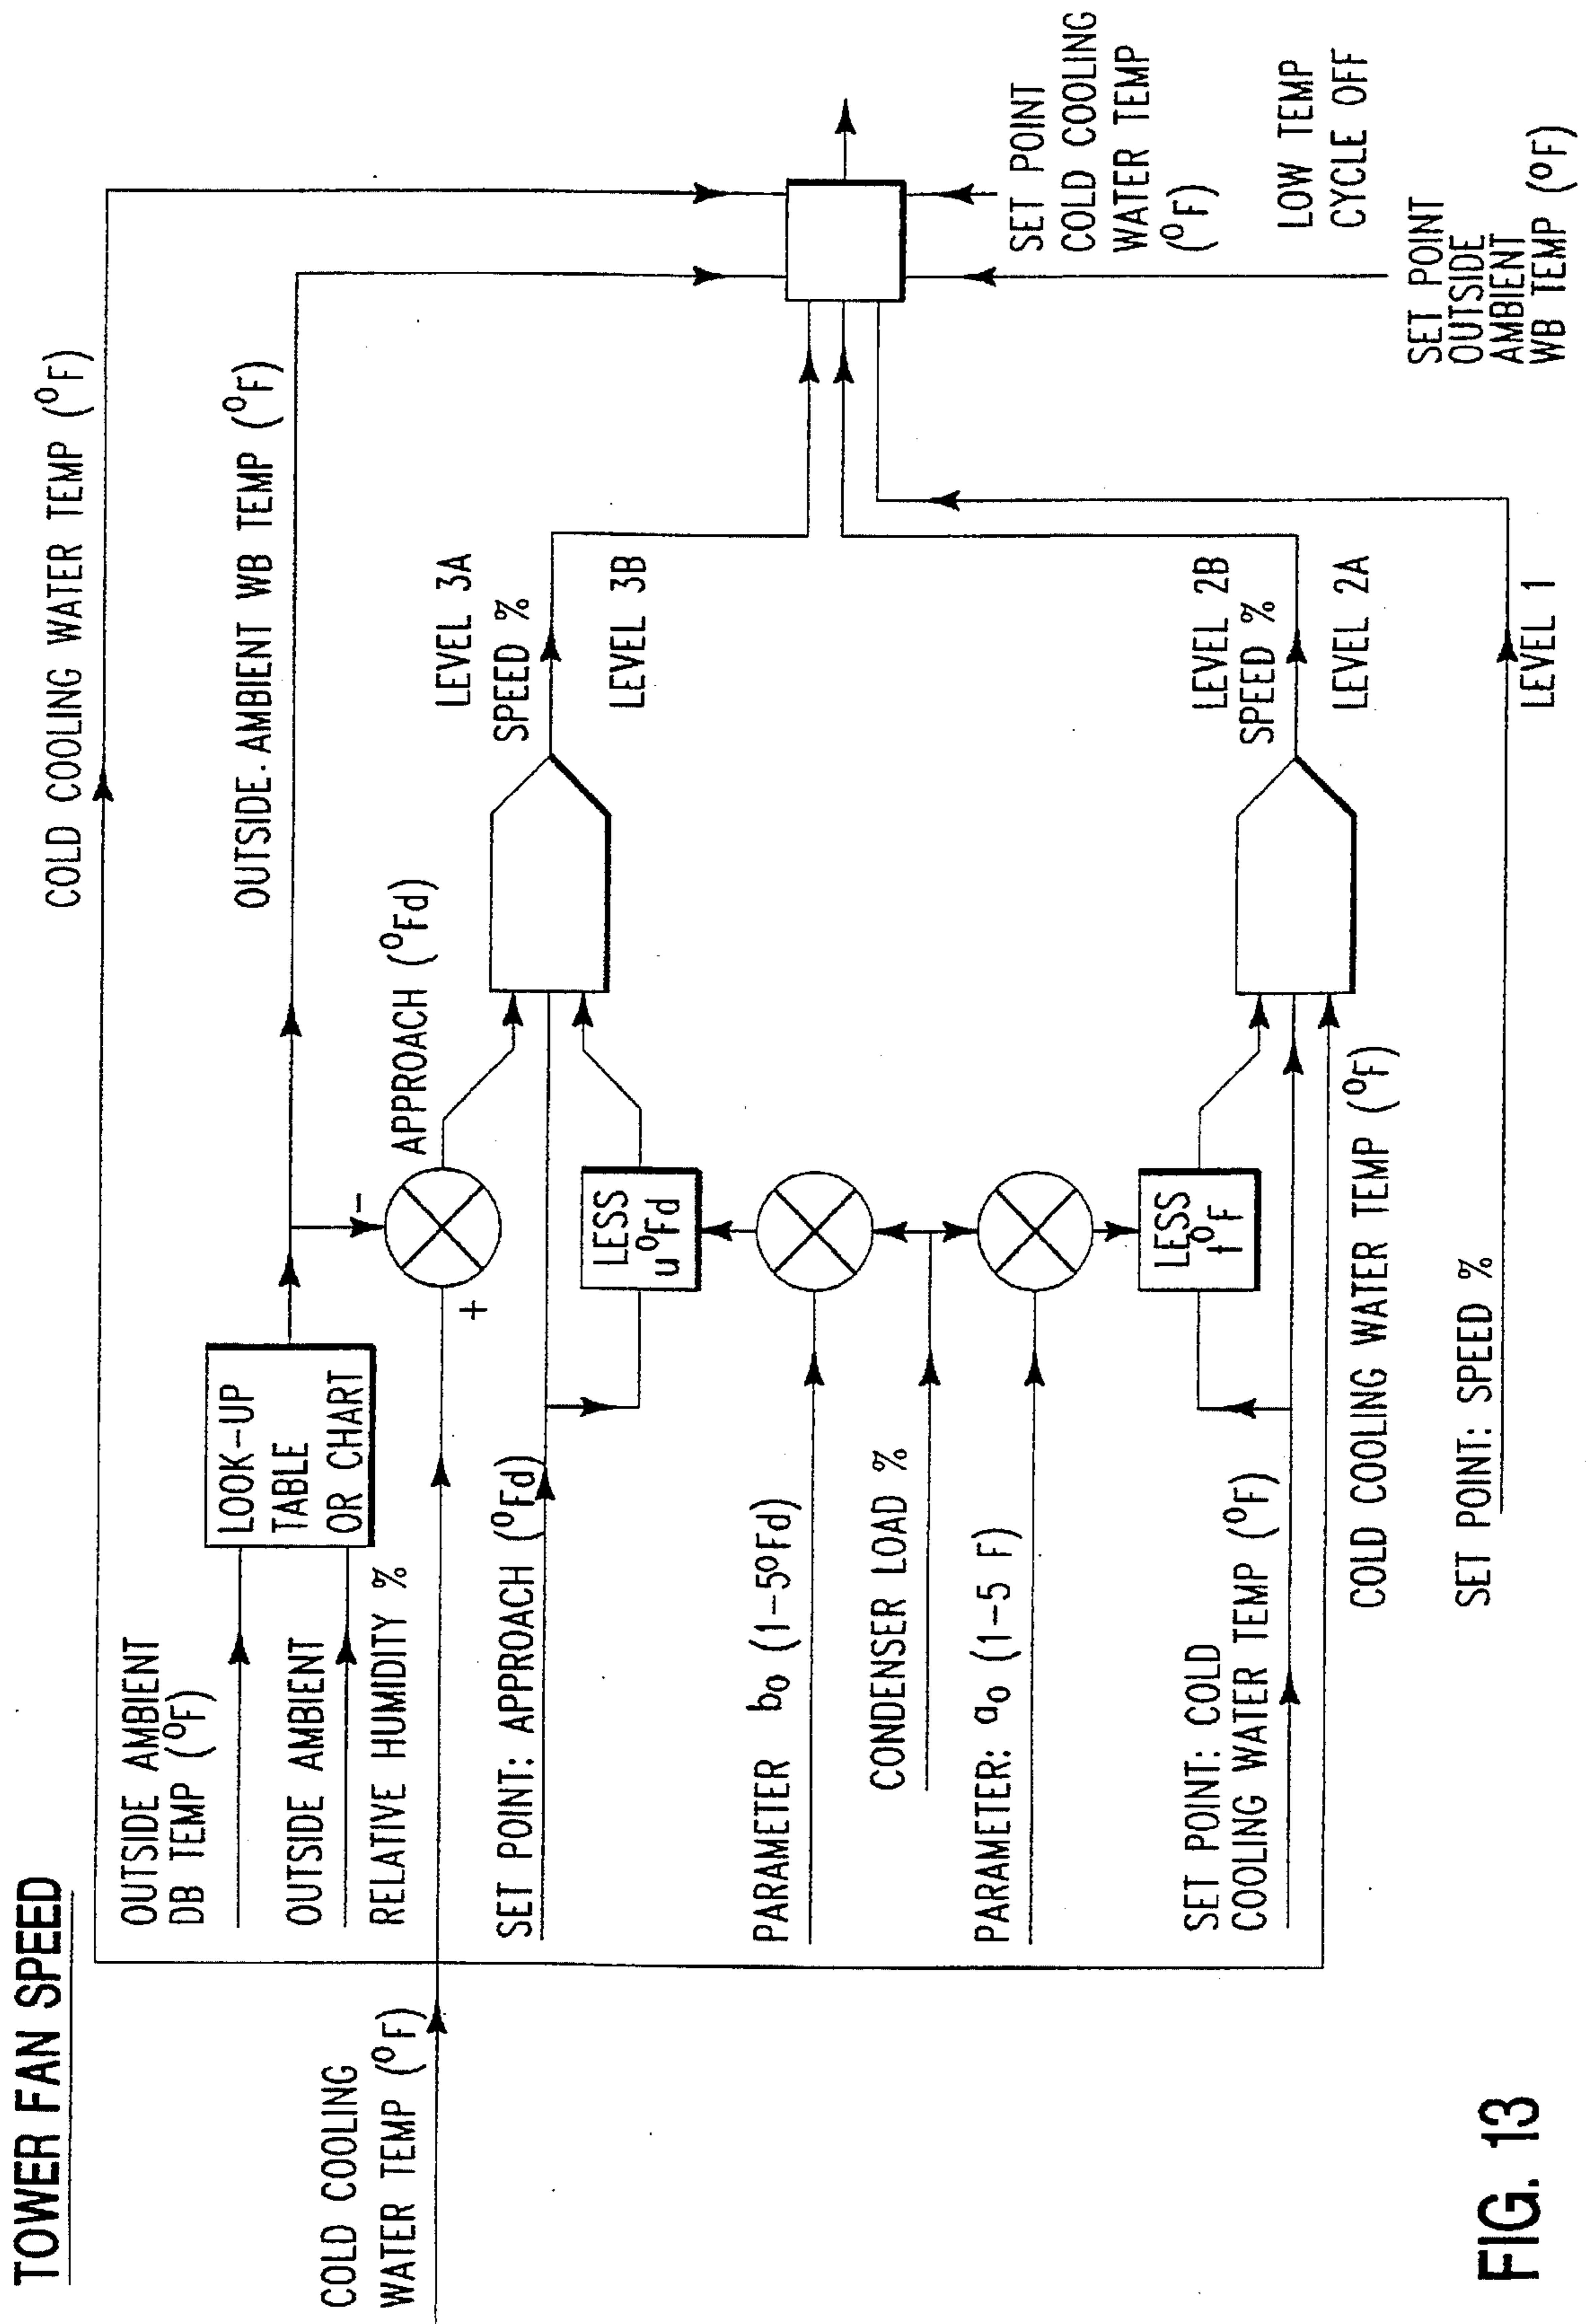 TOWER FAN SPEED
COLD COOLING
WATER TEMP (°F)
OUTSIDE AMBIENT
DB TEMP (°F)
OUTSIDE AMBIENT
RELATIVE HUMIDITY %
LOOK-UP
TABLE
OR CHART
COLD COOLING WATER TEMP (°F)
OUTSIDE.AMBIENT WB TEMP (°F)
-
+
APPROACH (°Fd)
SET POINT: APPROACH (°Fd)
LESS
u°Fd
LEVEL 3A
SPEED %
LEVEL 3B
PARAMETER b₀ (1-5°Fd)
CONDENSER LOAD %
PARAMETER: a₀ (1-5 F)
LESS
t°F
SET POINT: COLD
COOLING WATER TEMP (°F)
COLD COOLING WATER TEMP (°F)
LEVEL 2B
SPEED %
LEVEL 2A
SET POINT: SPEED %
LEVEL 1
SET POINT
COLD COOLING
WATER TEMP
(°F)
LOW TEMP
CYCLE OFF
SET POINT
OUTSIDE
AMBIENT
WB TEMP (°F)
FIG. 13